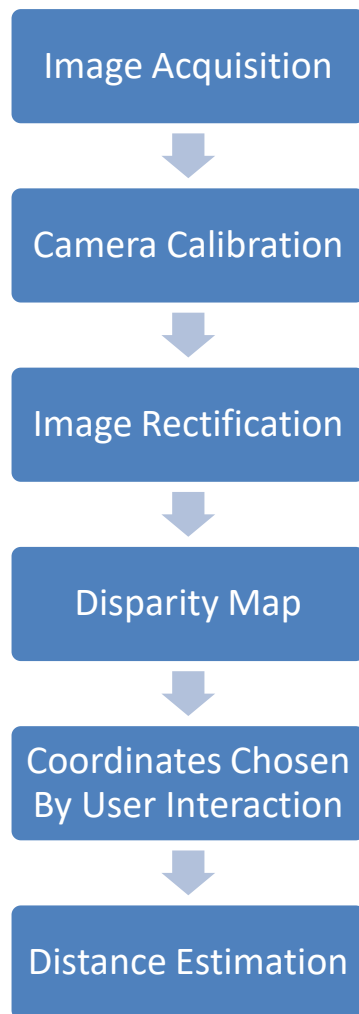 Image Acquisition
Camera Calibration
Image Rectification
Disparity Map
Coordinates Chosen
By User Interaction
Distance Estimation